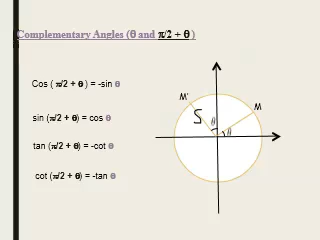 Complementary Angles (θ and π/2 + θ )
Cos ( π/2 + θ ) = -sin θ
sin (π/2 + θ) = cos θ
tan (π/2 + θ) = -cot θ
cot (π/2 + θ) = -tan θ
M'
M
θ
θ